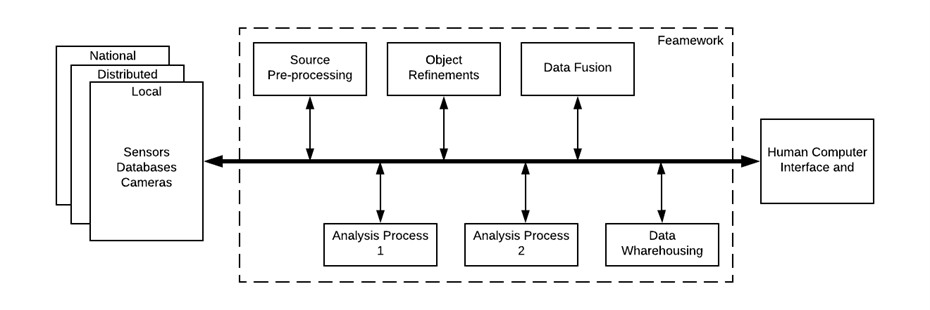 National
Distributed
Local
Sensors
Databases
Cameras
Feamework
Source
Pre-processing
Object
Refinements
Data Fusion
Analysis Process
1
Analysis Process
2
Data
Wharehousing
Human Computer
Interface and